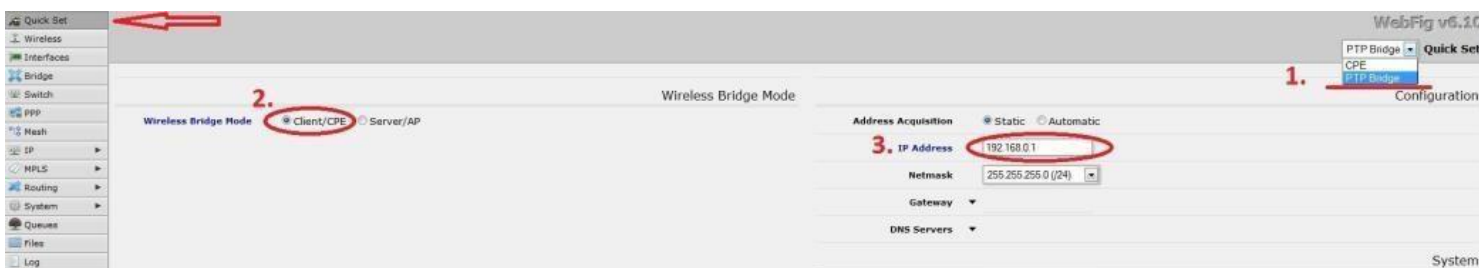 Quick Set
Wireless
Interfaces
Bridge
Switch
PPP
Mesh
IP
MPLS
Routing
System
Queues
Files
Log
WebFig v6.10
PTP Bridge Quick Set
CPE
PTP Bridge
1.
Wireless Bridge Mode
Configuration
2.
Wireless Bridge Mode Client/CPE Server/AP
Address Acquisition Static Automatic
3. IP Address 192.168.0.1
Netmask 255.255.255.0 (/24)
Gateway
DNS Servers
System